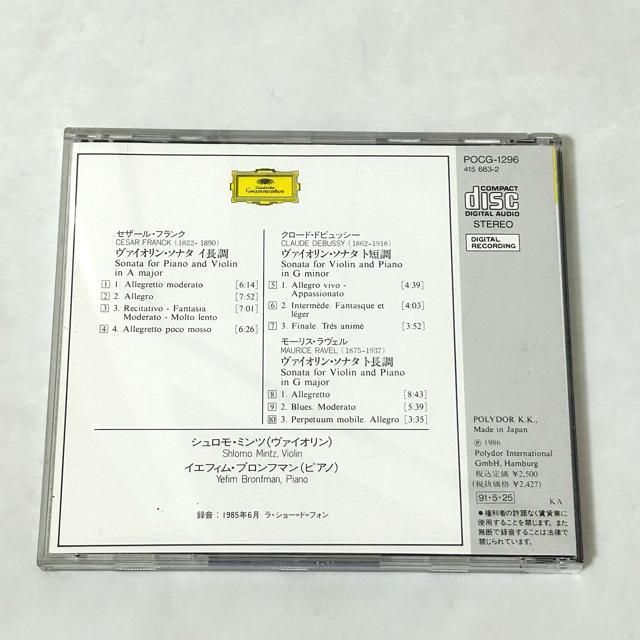 Deutsche
Grammophon
セザール・フランク
CESAR FRANCK (1822-1890)
ヴァイオリン・ソナタ イ長調
Sonata for Piano and Violin
in A major
1 1. Allegretto moderato [6:14]
2 2. Allegro [7:52]
3 3. Recitativo - Fantasia [7:01]
Moderato - Molto lento
4 4. Allegretto poco mosso [6:26]
クロード・ドビュッシー
CLAUDE DEBUSSY (1862-1918)
ヴァイオリン・ソナタ ト短調
Sonata for Violin and Piano
in G minor
5 1. Allegro vivo - [4:39]
Appassionato
6 2. Intermède. Fantasque et [4:03]
léger
7 3. Finale. Très animé [3:52]
モーリス・ラヴェル
MAURICE RAVEL (1875-1937)
ヴァイオリン・ソナタ ト長調
Sonata for Violin and Piano
in G major
8 1. Allegretto [8:43]
9 2. Blues. Moderato [5:39]
10 3. Perpetuum mobile. Allegro [3:35]
シュロモ・ミンツ(ヴァイオリン)
Shlomo Mintz, Violin
イエフィム・ブロンフマン(ピアノ)
Yefim Bronfman, Piano
録音:1985年6月 ラ・ショー=ド=フォン
POCG-1296
415 683-2
COMPACT
disc
DIGITAL AUDIO
STEREO
DIGITAL
RECORDING
POLYDOR K.K.,
Made in Japan
Ⓟ 1986
Polydor International
GmbH, Hamburg
税込定価 ¥2,500
(税抜価格 ¥2,427)
91・5・25
KA
●権利者の許諾なく賃貸業に
使用することを禁じます。また
無断で録音することは法律で
禁じられています。